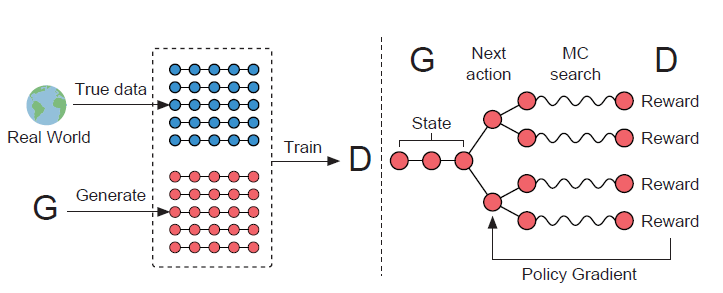 True data
Real World
Train
D
Generate
G
G
Next
action
MC
search
D
State
Reward
Reward
Reward
Reward
Policy Gradient